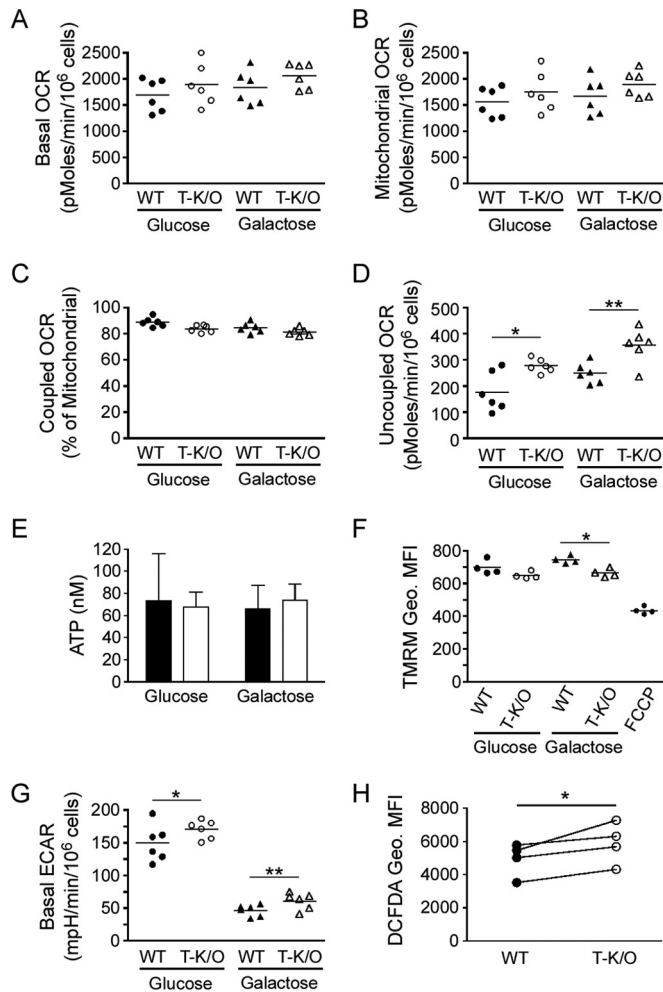 A
Basal OCR
(pMoles/min/10⁶ cells)
2500
2000
1500
1000
500
0
WT T-K/O WT T-K/O
Glucose Galactose
B
Mitochondrial OCR
(pMoles/min/10⁶ cells)
2500
2000
1500
1000
500
0
WT T-K/O WT T-K/O
Glucose Galactose
C
Coupled OCR
(% of Mitochondrial)
100
80
60
40
20
0
WT T-K/O WT T-K/O
Glucose Galactose
D
Uncoupled OCR
(pMoles/min/10⁶ cells)
500
400
300
200
100
0
* **
WT T-K/O WT T-K/O
Glucose Galactose
E
ATP (nM)
120
100
80
60
40
20
0
Glucose Galactose
F
TMRM Geo. MFI
800
600
400
200
0
*
WT T-K/O WT T-K/O FCCP
Glucose Galactose
G
Basal ECAR
(mpH/min/10⁶ cells)
200
150
100
50
0
* **
WT T-K/O WT T-K/O
Glucose Galactose
H
DCFDA Geo. MFI
8000
6000
4000
2000
0
*
WT T-K/O